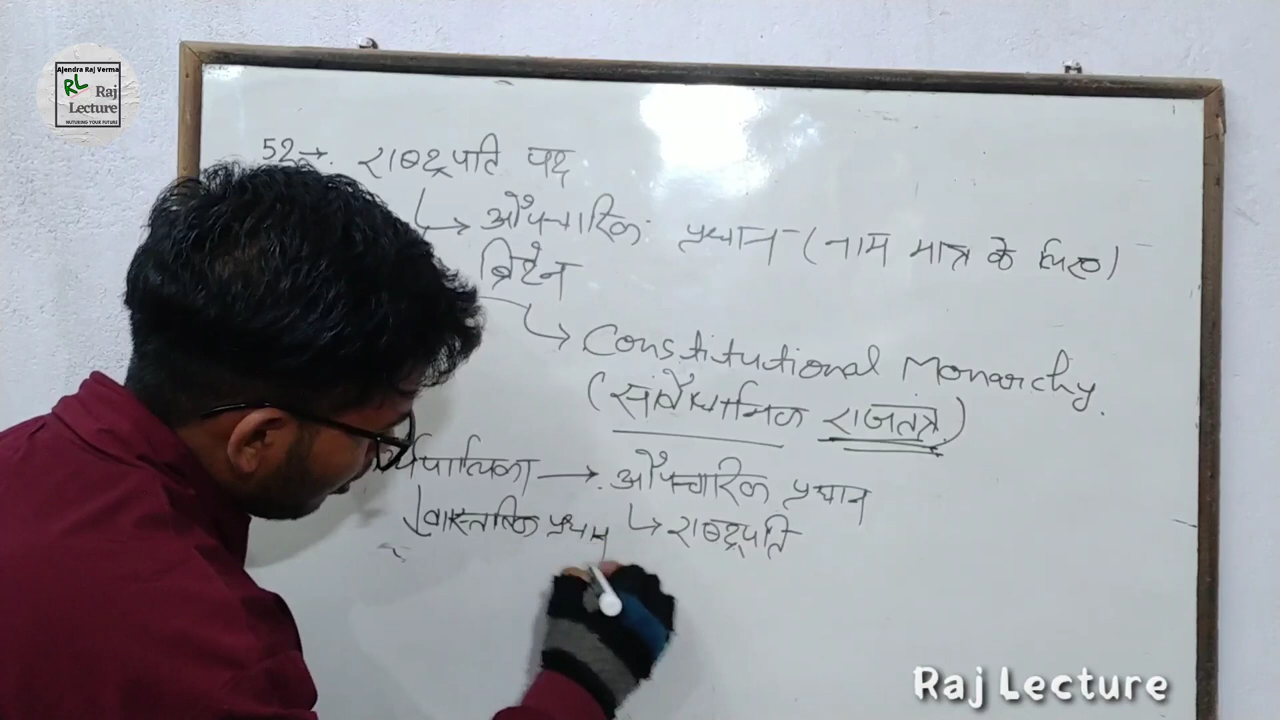 Ajendra Raj Verma
RL Raj
Lecture
NUTURING YOUR FUTURE
52→. राष्ट्रपति पद
↳ औपचारिक प्रधान (नाम मात्र के लिए)
ब्रिटेन
↳ Constitutional Monarchy.
(सांवैधानिक राजतंत्र)
र्यपालिका → औपचारिक प्रधान
वास्तविक प्रधान ↳ राष्ट्रपति
Raj Lecture